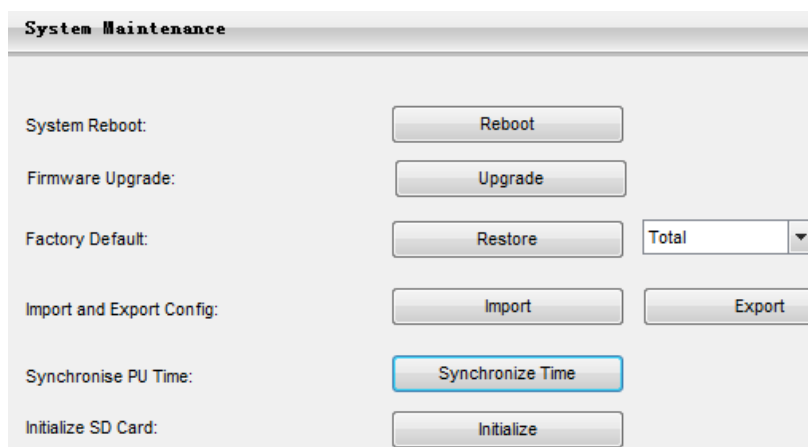 System Maintenance
System Reboot: Reboot
Firmware Upgrade: Upgrade
Factory Default: Restore Total
Import and Export Config: Import Export
Synchronise PU Time: Synchronize Time
Initialize SD Card: Initialize